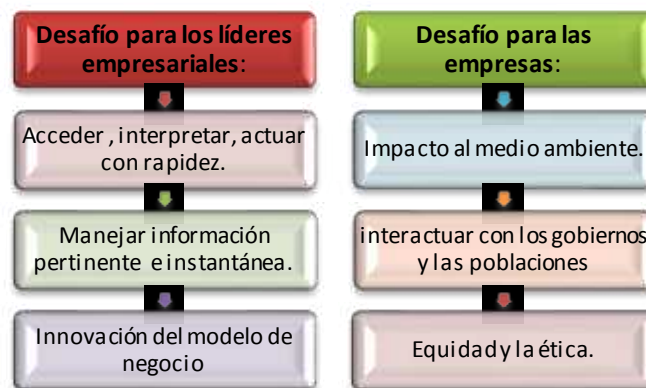 Desafío para los líderes
empresariales:
Acceder , interpretar, actuar
con rapidez.
Manejar información
pertinente e instantánea.
Innovación del modelo de
negocio
Desafío para las
empresas:
Impacto al medio ambiente.
interactuar con los gobiernos
y las poblaciones
Equidad y la ética.